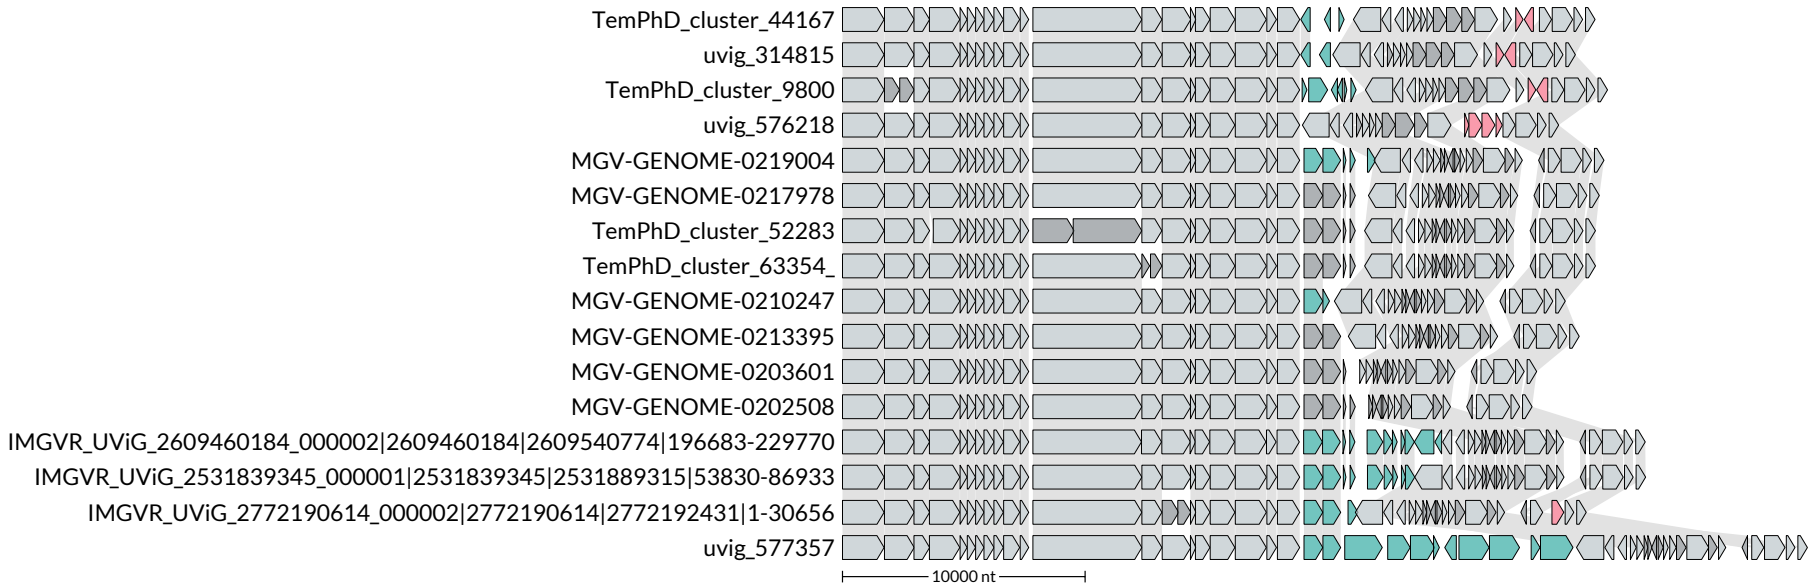 TemPhD_cluster_44167
uvig_314815
TemPhD_cluster_9800
uvig_576218
MGV-GENOME-0219004
MGV-GENOME-0217978
TemPhD_cluster_52283
TemPhD_cluster_63354_
MGV-GENOME-0210247
MGV-GENOME-0213395
MGV-GENOME-0203601
MGV-GENOME-0202508
IMGVR_UViG_2609460184_000002|2609460184|2609540774|196683-229770
IMGVR_UViG_2531839345_000001|2531839345|2531889315|53830-86933
IMGVR_UViG_2772190614_000002|2772190614|2772192431|1-30656
uvig_577357
10000 nt